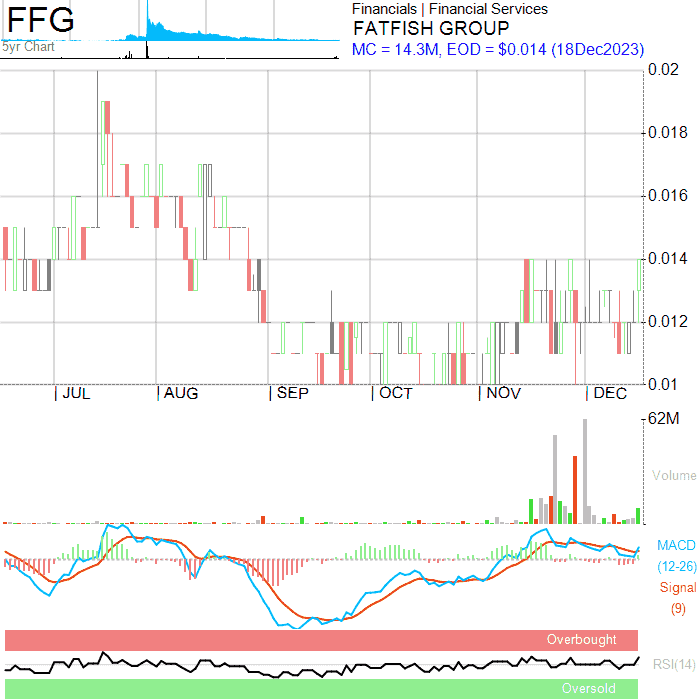 FFG
5yr Chart
Financials | Financial Services
FATFISH GROUP
MC = 14.3M, EOD = $0.014 (18Dec2023)
0.02
0.018
0.016
0.014
0.012
0.01
JUL AUG SEP OCT NOV DEC
62M
Volume
MACD
(12-26)
Signal
(9)
Overbought
RSI(14)
Oversold